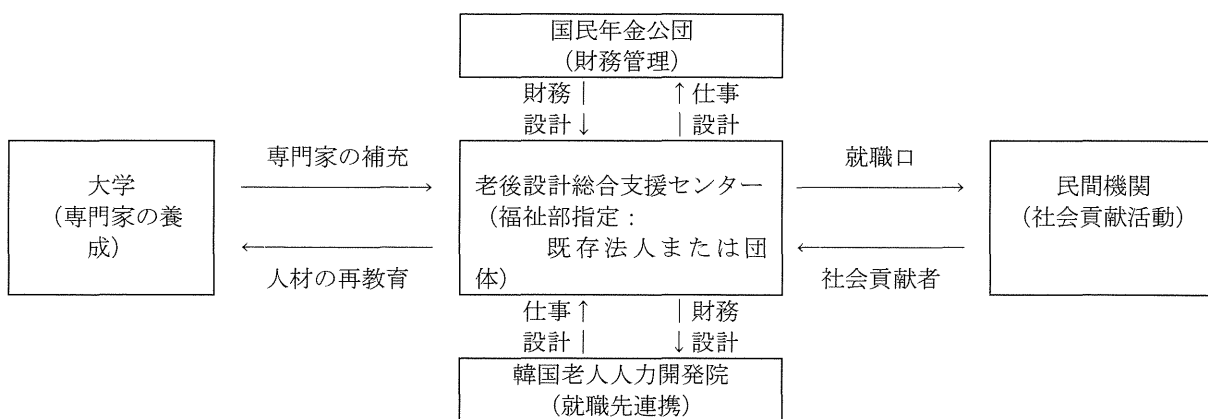 国民年金公団
（財務管理）
財務｜ ↑仕事
設計↓ ｜設計
専門家の補充
就職口
大学
（専門家の養
成）
老後設計総合支援センター
（福祉部指定：
既存法人または団
体）
民間機関
（社会貢献活動）
人材の再教育
社会貢献者
仕事↑ ｜財務
設計｜ ↓設計
韓国老人人力開発院
（就職先連携）